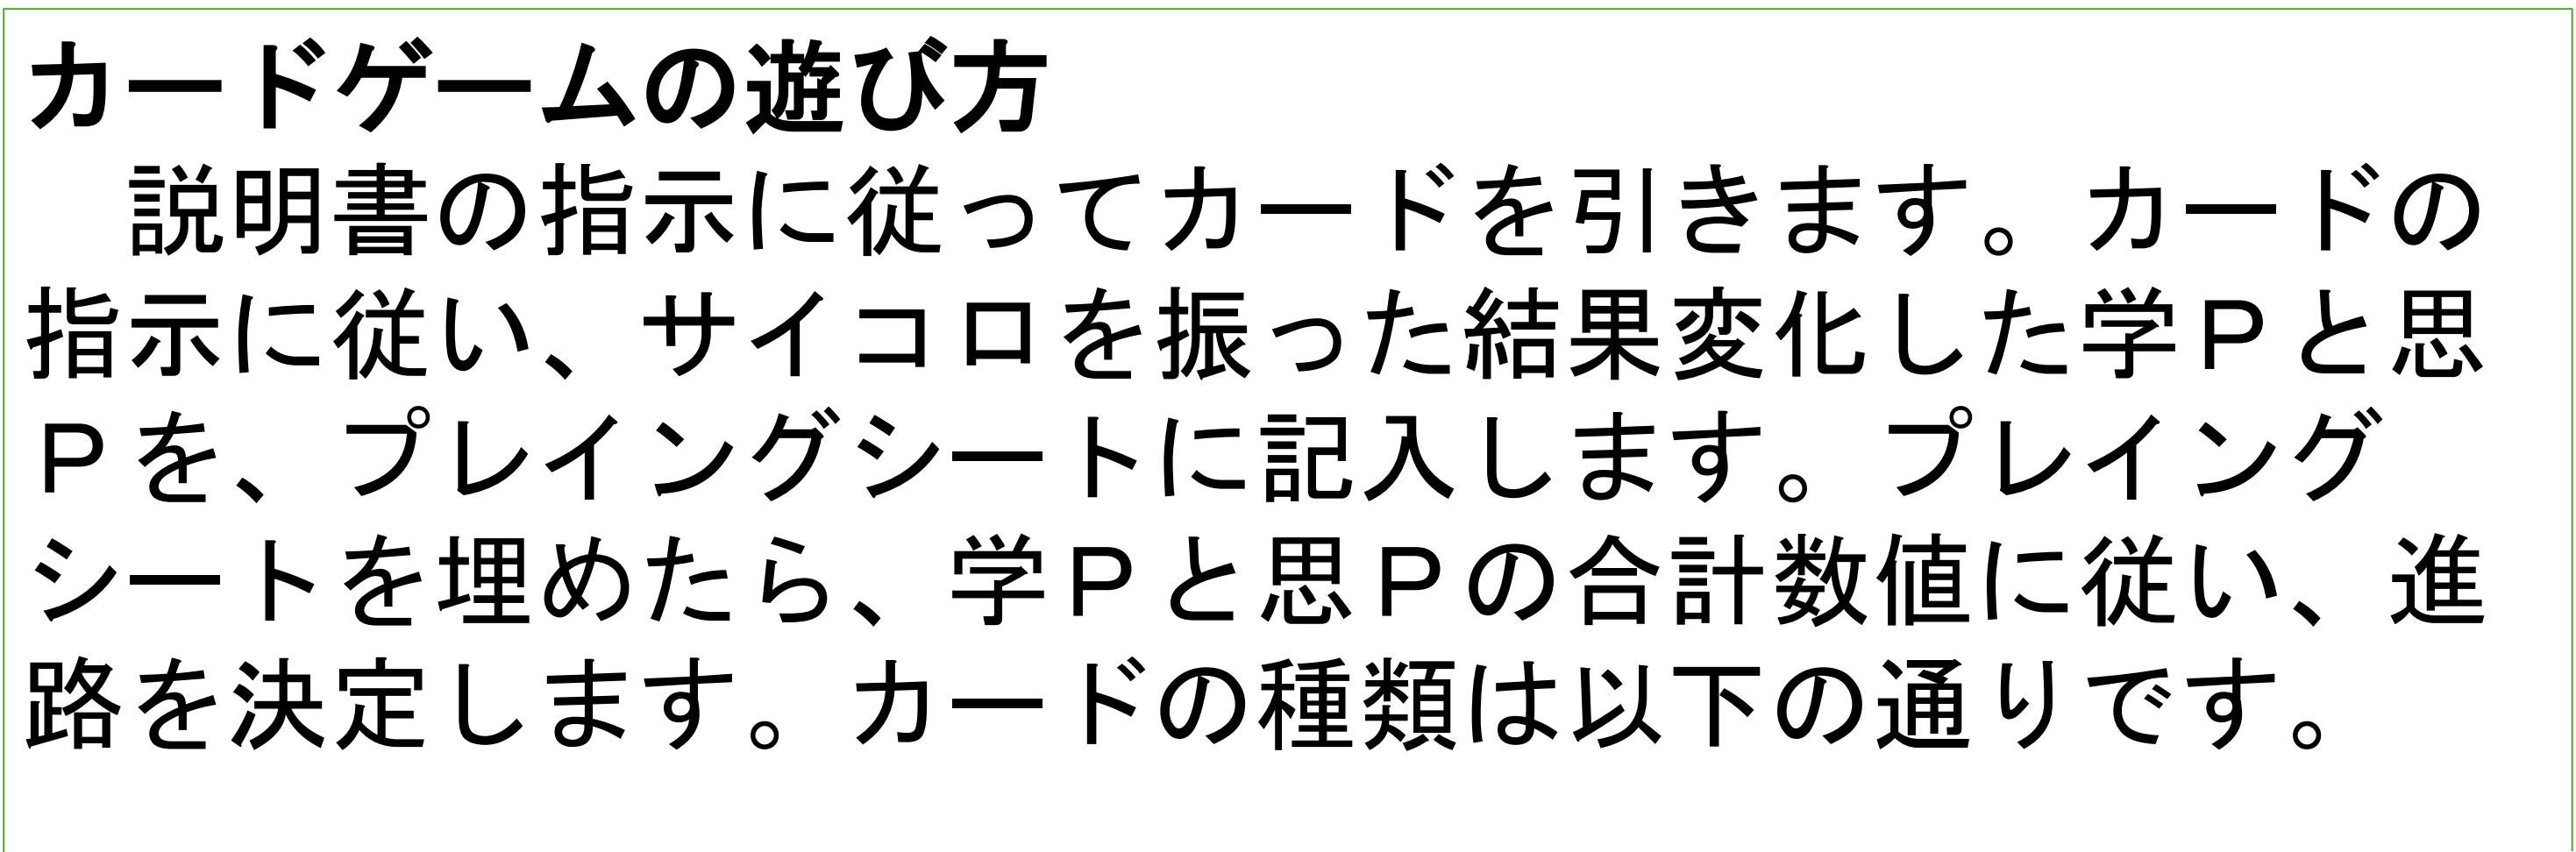 カードゲームの遊び方
　説明書の指示に従ってカードを引きます。カードの
指示に従い、サイコロを振った結果変化した学Ｐと思
Ｐを、プレイングシートに記入します。プレイング
シートを埋めたら、学Ｐと思Ｐの合計数値に従い、進
路を決定します。カードの種類は以下の通りです。